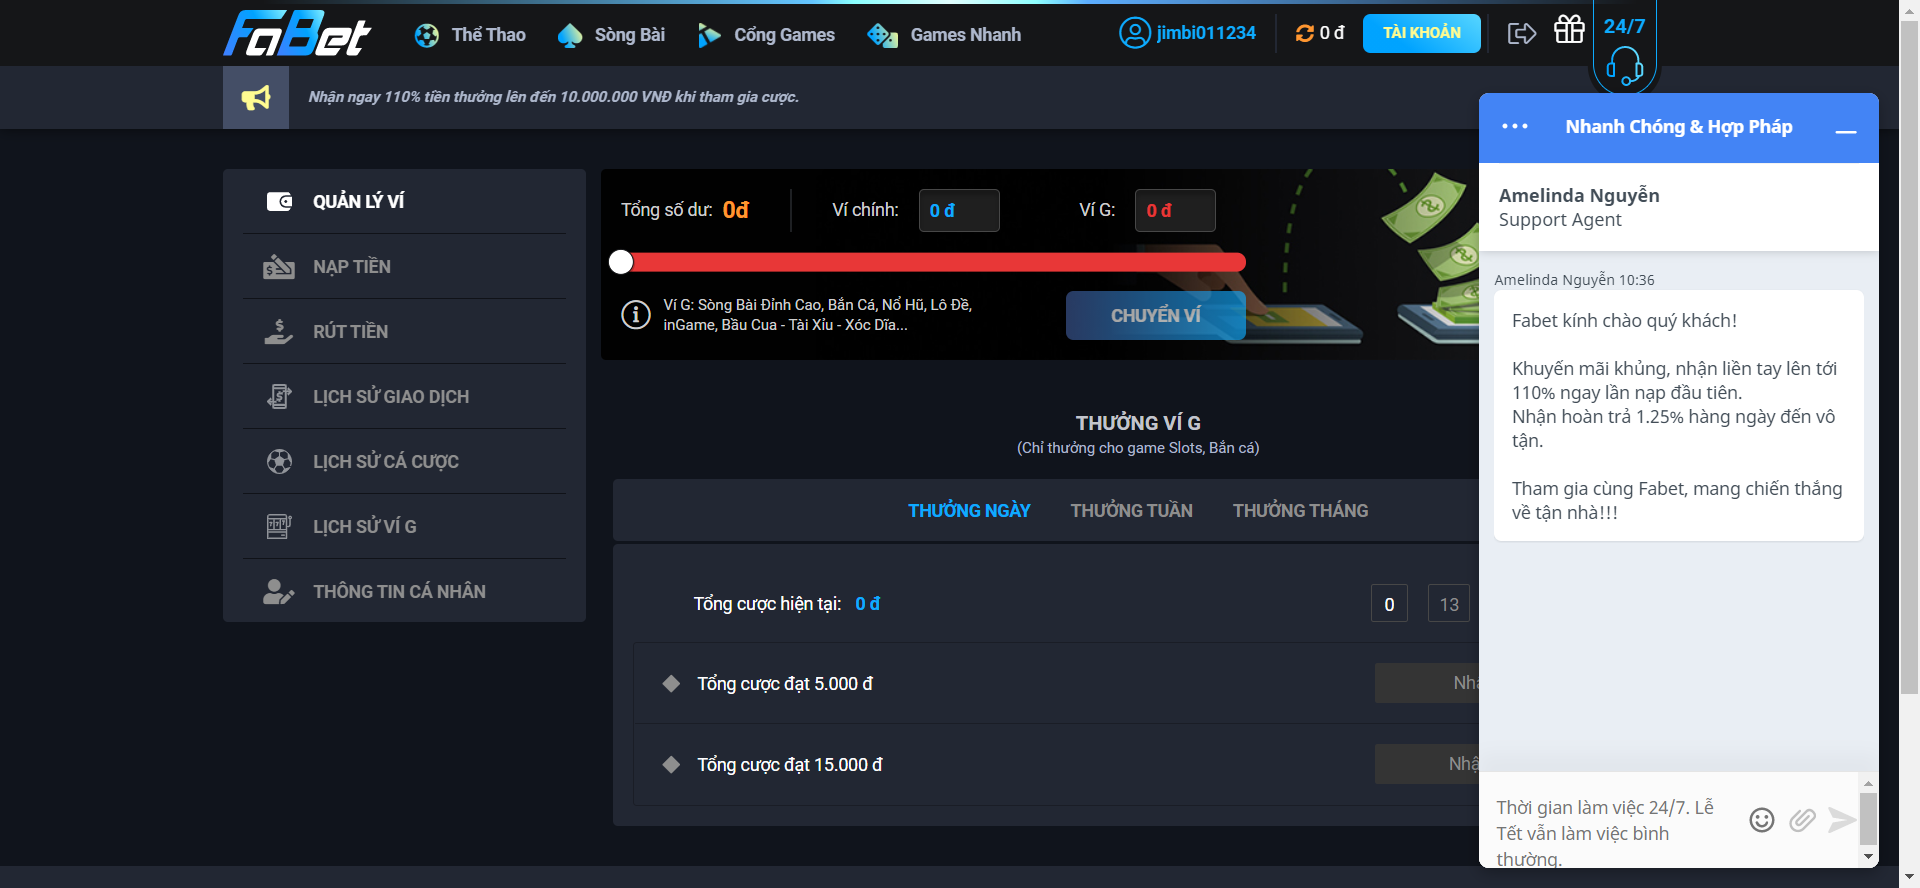 FaBet
Thể Thao
Sòng Bài
Cổng Games
Games Nhanh
jimbi011234
0 đ
TÀI KHOẢN
24/7
Nhận ngay 110% tiền thưởng lên đến 10.000.000 VNĐ khi tham gia cược.
QUẢN LÝ VÍ
NẠP TIỀN
RÚT TIỀN
LỊCH SỬ GIAO DỊCH
LỊCH SỬ CÁ CƯỢC
LỊCH SỬ VÍ G
THÔNG TIN CÁ NHÂN
Tổng số dư: 0đ
Ví chính: 0 đ
Ví G: 0 đ
Ví G: Sòng Bài Đỉnh Cao, Bắn Cá, Nổ Hũ, Lô Đề,
inGame, Bầu Cua - Tài Xỉu - Xóc Dĩa...
CHUYỂN VÍ
THƯỞNG VÍ G
(Chỉ thưởng cho game Slots, Bắn cá)
THƯỞNG NGÀY
THƯỞNG TUẦN
THƯỞNG THÁNG
Tổng cược hiện tại: 0 đ
0
13
Tổng cược đạt 5.000 đ
Tổng cược đạt 15.000 đ
Nhanh Chóng & Hợp Pháp
Amelinda Nguyễn
Support Agent
Amelinda Nguyễn 10:36
Fabet kính chào quý khách!
Khuyến mãi khủng, nhận liền tay lên tới
110% ngay lần nạp đầu tiên.
Nhận hoàn trả 1.25% hàng ngày đến vô
tận.
Tham gia cùng Fabet, mang chiến thắng
về tận nhà!!!
Thời gian làm việc 24/7. Lễ
Tết vẫn làm việc bình
thường.